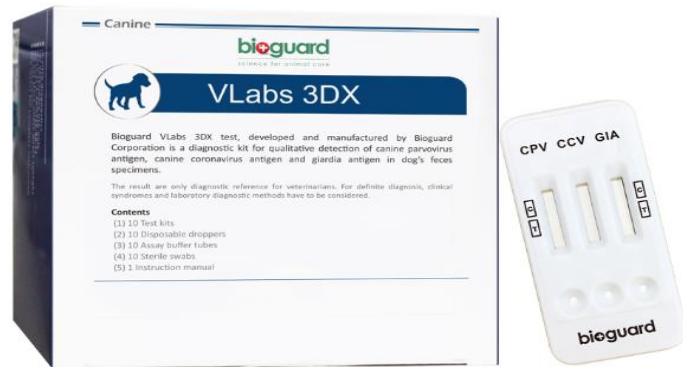 Canine
bioguard
science for animal care
VLabs 3DX
Bioguard VLabs 3DX test, developed and manufactured by Bioguard
Corporation is a diagnostic kit for qualitative detection of canine parvovirus
antigen, canine coronavirus antigen and giardia antigen in dog's feces
specimens.
The result are only diagnostic reference for veterinarians. For definite diagnosis, clinical
syndromes and laboratory diagnostic methods have to be considered.
Contents
(1) 10 Test kits
(2) 10 Disposable droppers
(3) 10 Assay buffer tubes
(4) 10 Sterile swabs
(5) 1 Instruction manual
CPV CCV GIA
C
T
C
T
bioguard